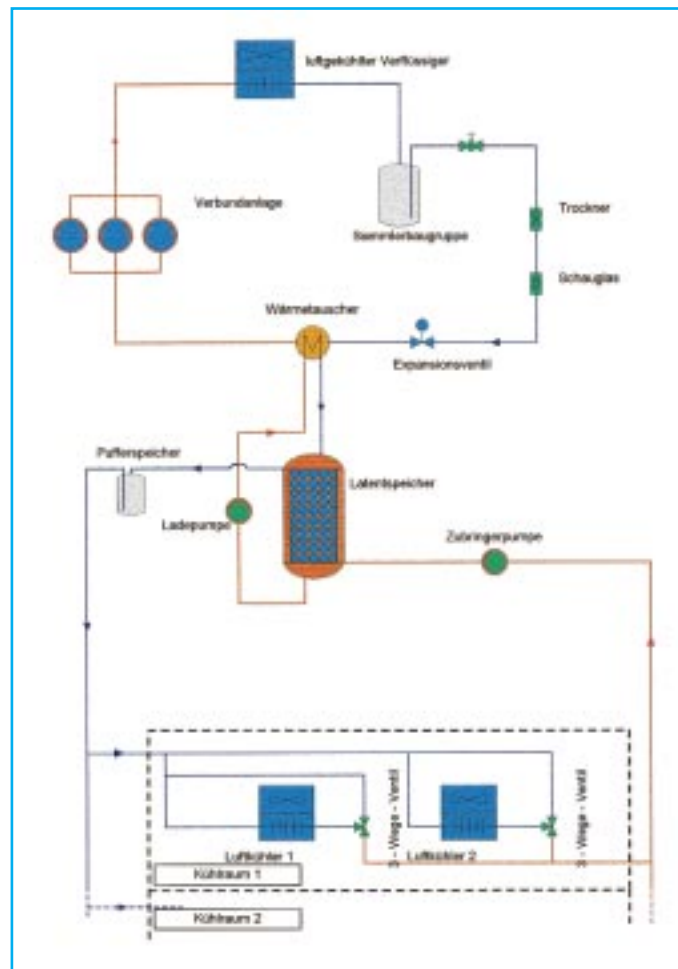 luftgekühlter Verflüssiger
Verbundanlage
Sammlerbaugruppe
Trockner
Schauglas
Wärmetauscher
Expansionsventil
Pufferspeicher
Latentspeicher
Ladepumpe
Zubringerpumpe
3 - Wege - Ventil
3 - Wege - Ventil
Luftkühler 1
Luftkühler 2
Kühlraum 1
Kühlraum 2